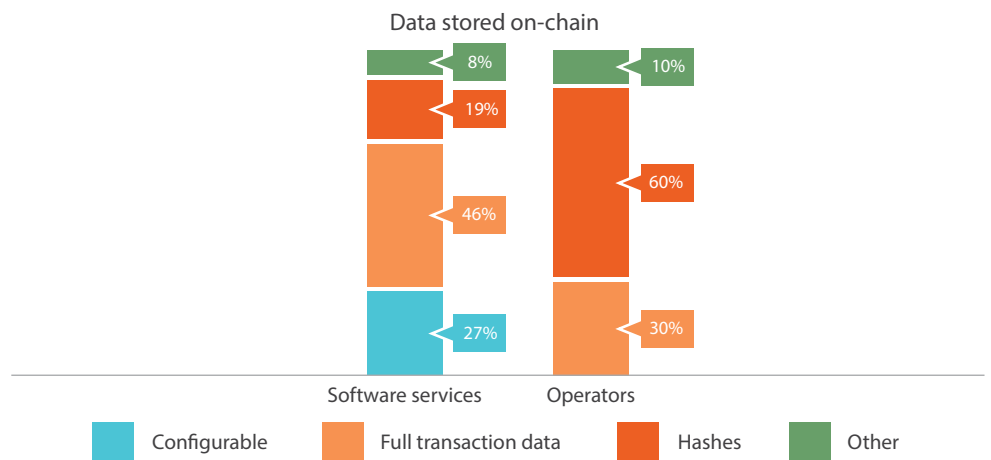 Data stored on-chain
8%
10%
19%
60%
46%
27%
30%
Software services
Operators
Configurable
Full transaction data
Hashes
Other